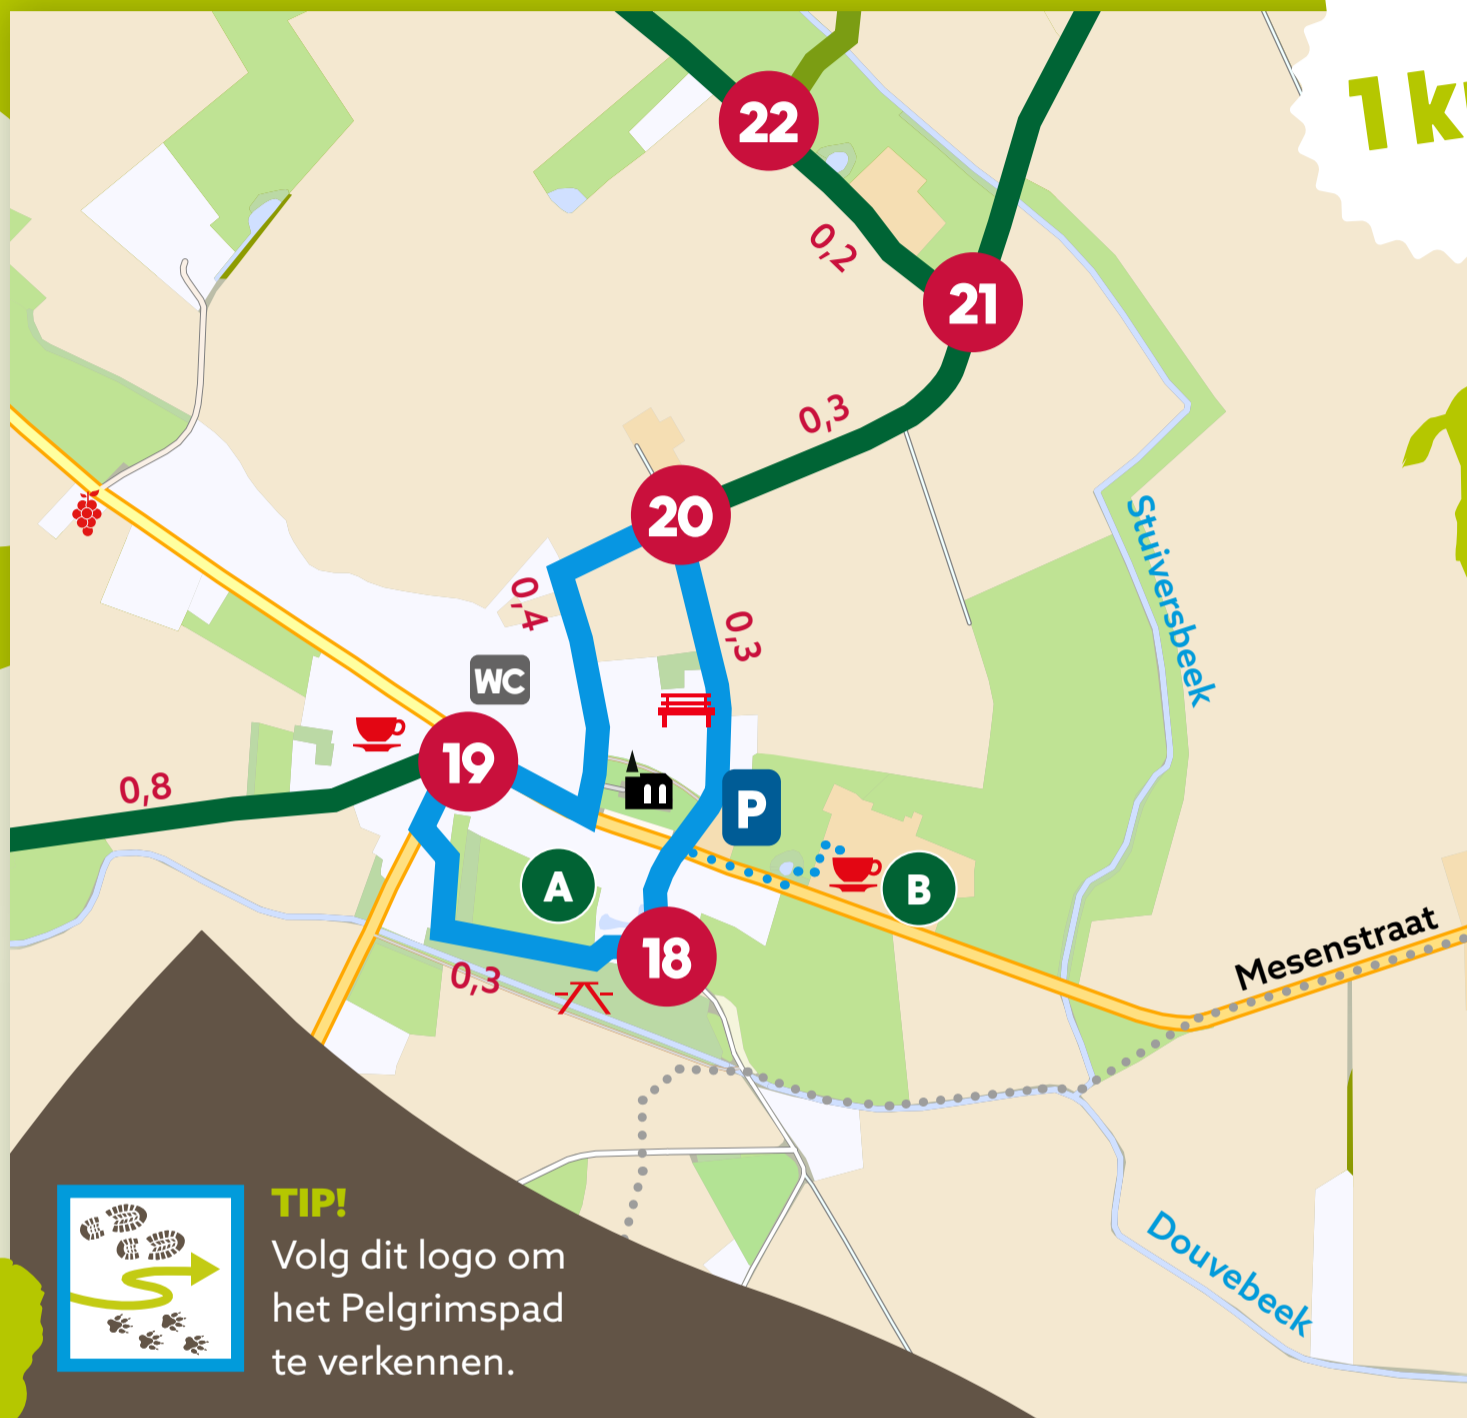 1 k
22
0,2
21
0,3
20
Stuiversbeek
0,4
0,3
WC
19
0,8
P
A
B
18
Mesenstraat
0,3
TIP!
Volg dit logo om
het Pelgrimspad
te verkennen.
Douvebeek